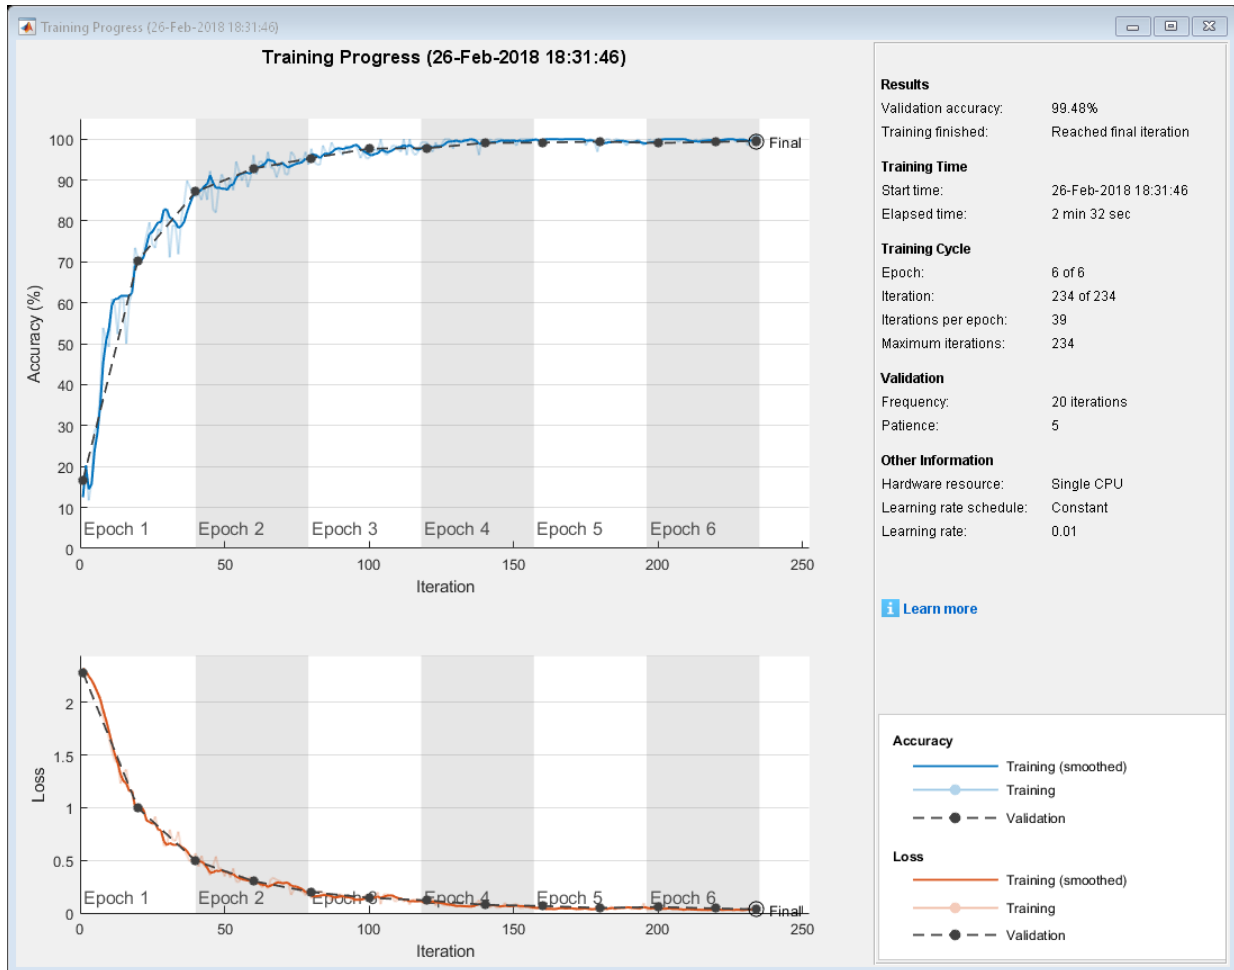 Training Progress (26-Feb-2018 18:31:46)
Training Progress (26-Feb-2018 18:31:46)
Accuracy (%)
100
90
80
70
60
50
40
30
20
10
0
Final
Epoch 1 Epoch 2 Epoch 3 Epoch 4 Epoch 5 Epoch 6
0 50 100 150 200 250
Iteration
Loss
2
1.5
1
0.5
0
Epoch 1 Epoch 2 Epoch 3 Epoch 4 Epoch 5 Epoch 6
Final
0 50 100 150 200 250
Iteration
Results
Validation accuracy: 99.48%
Training finished: Reached final iteration
Training Time
Start time: 26-Feb-2018 18:31:46
Elapsed time: 2 min 32 sec
Training Cycle
Epoch: 6 of 6
Iteration: 234 of 234
Iterations per epoch: 39
Maximum iterations: 234
Validation
Frequency: 20 iterations
Patience: 5
Other Information
Hardware resource: Single CPU
Learning rate schedule: Constant
Learning rate: 0.01
i Learn more
Accuracy
Training (smoothed)
Training
Validation
Loss
Training (smoothed)
Training
Validation